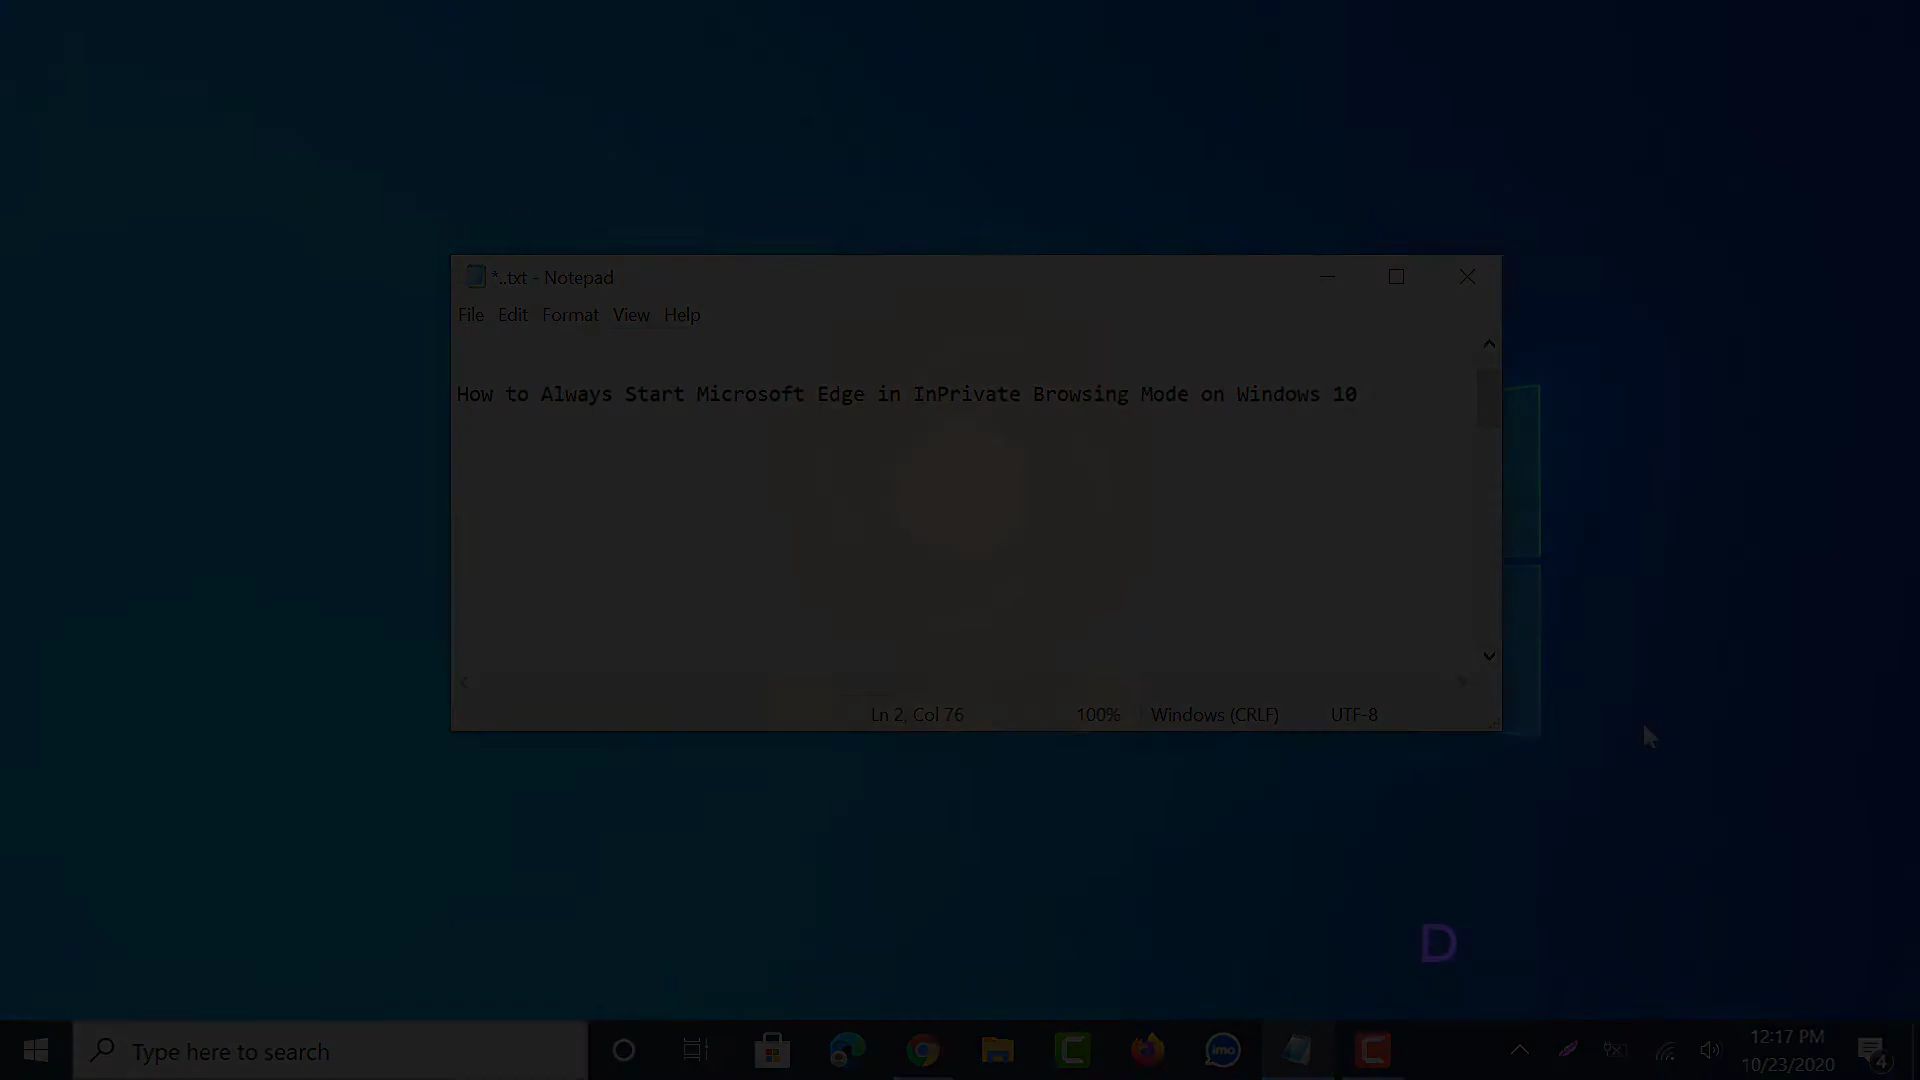 *..txt - Notepad
File Edit Format View Help
How to Always Start Microsoft Edge in InPrivate Browsing Mode on Windows 10
Ln 2, Col 76 100% Windows (CRLF) UTF-8
D
Type here to search
imo
12:17 PM
10/23/2020
4